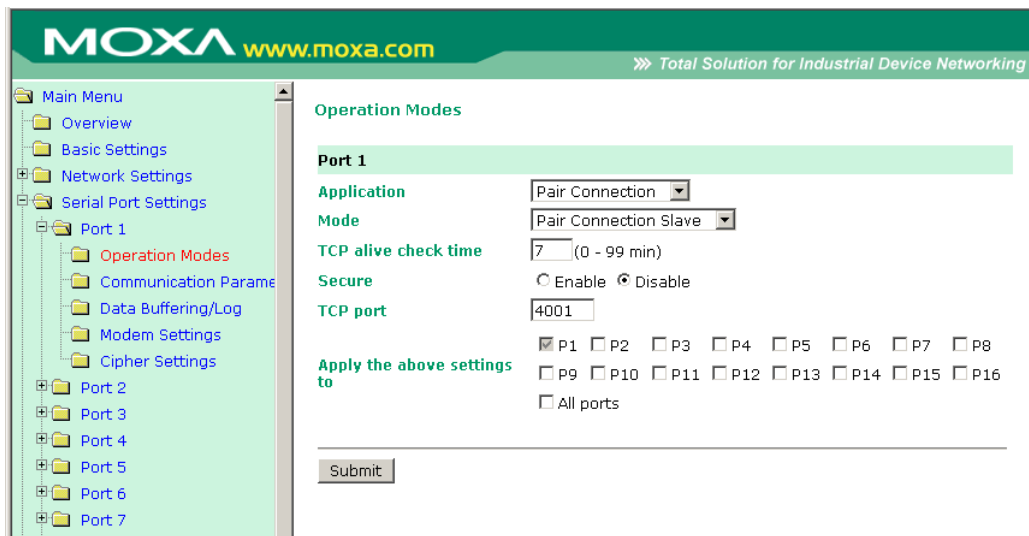 MOXA www.moxa.com
Total Solution for Industrial Device Networking
Main Menu
Overview
Basic Settings
Network Settings
Serial Port Settings
Port 1
Operation Modes
Communication Parame
Data Buffering/Log
Modem Settings
Cipher Settings
Port 2
Port 3
Port 4
Port 5
Port 6
Port 7
Operation Modes
Port 1
Application Pair Connection
Mode Pair Connection Slave
TCP alive check time 7 (0 - 99 min)
Secure Enable Disable
TCP port 4001
Apply the above settings to
P1 P2 P3 P4 P5 P6 P7 P8
P9 P10 P11 P12 P13 P14 P15 P16
All ports
Submit